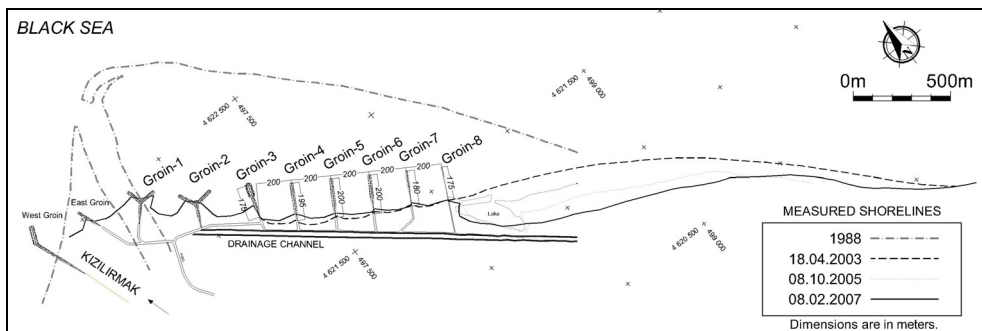 BLACK SEA
0m 500m
4 621 500
499 000
4 622 500
497 500
Groin-1
Groin-2
Groin-3
Groin-4
Groin-5
Groin-6
Groin-7
Groin-8
200 200 200 200 200
175 195 200 200 180 175
West Groin
East Groin
Lake
DRAINAGE CHANNEL
KIZILIRMAK
4 621 500
497 500
4 620 500
499 000
MEASURED SHORELINES
1988
18.04.2003
08.10.2005
08.02.2007
Dimensions are in meters.